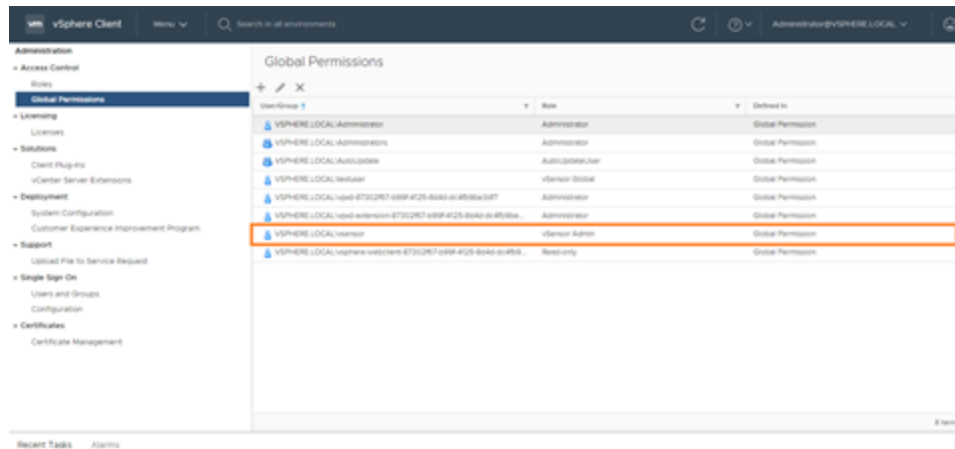 vm vSphere Client Menu Search in all environments Administrator@VSPHERE.LOCAL
Administration
Access Control
Roles
Global Permissions
Licensing
Licenses
Solutions
Client Plug-Ins
vCenter Server Extensions
Deployment
System Configuration
Customer Experience Improvement Program
Support
Upload File to Service Request
Single Sign On
Users and Groups
Configuration
Certificates
Certificate Management
Global Permissions
User/Group Role Defined In
VSPHERE.LOCAL\Administrator Administrator Global Permission
VSPHERE.LOCAL\Administrators Administrator Global Permission
VSPHERE.LOCAL\AutoUpdate AutoUpdateUser Global Permission
VSPHERE.LOCAL\testuser vSensor Global Global Permission
Administrator Global Permission
Administrator Global Permission
VSPHERE.LOCAL\vsensor vSensor Admin Global Permission
Read-only Global Permission
8 item
Recent Tasks Alarms